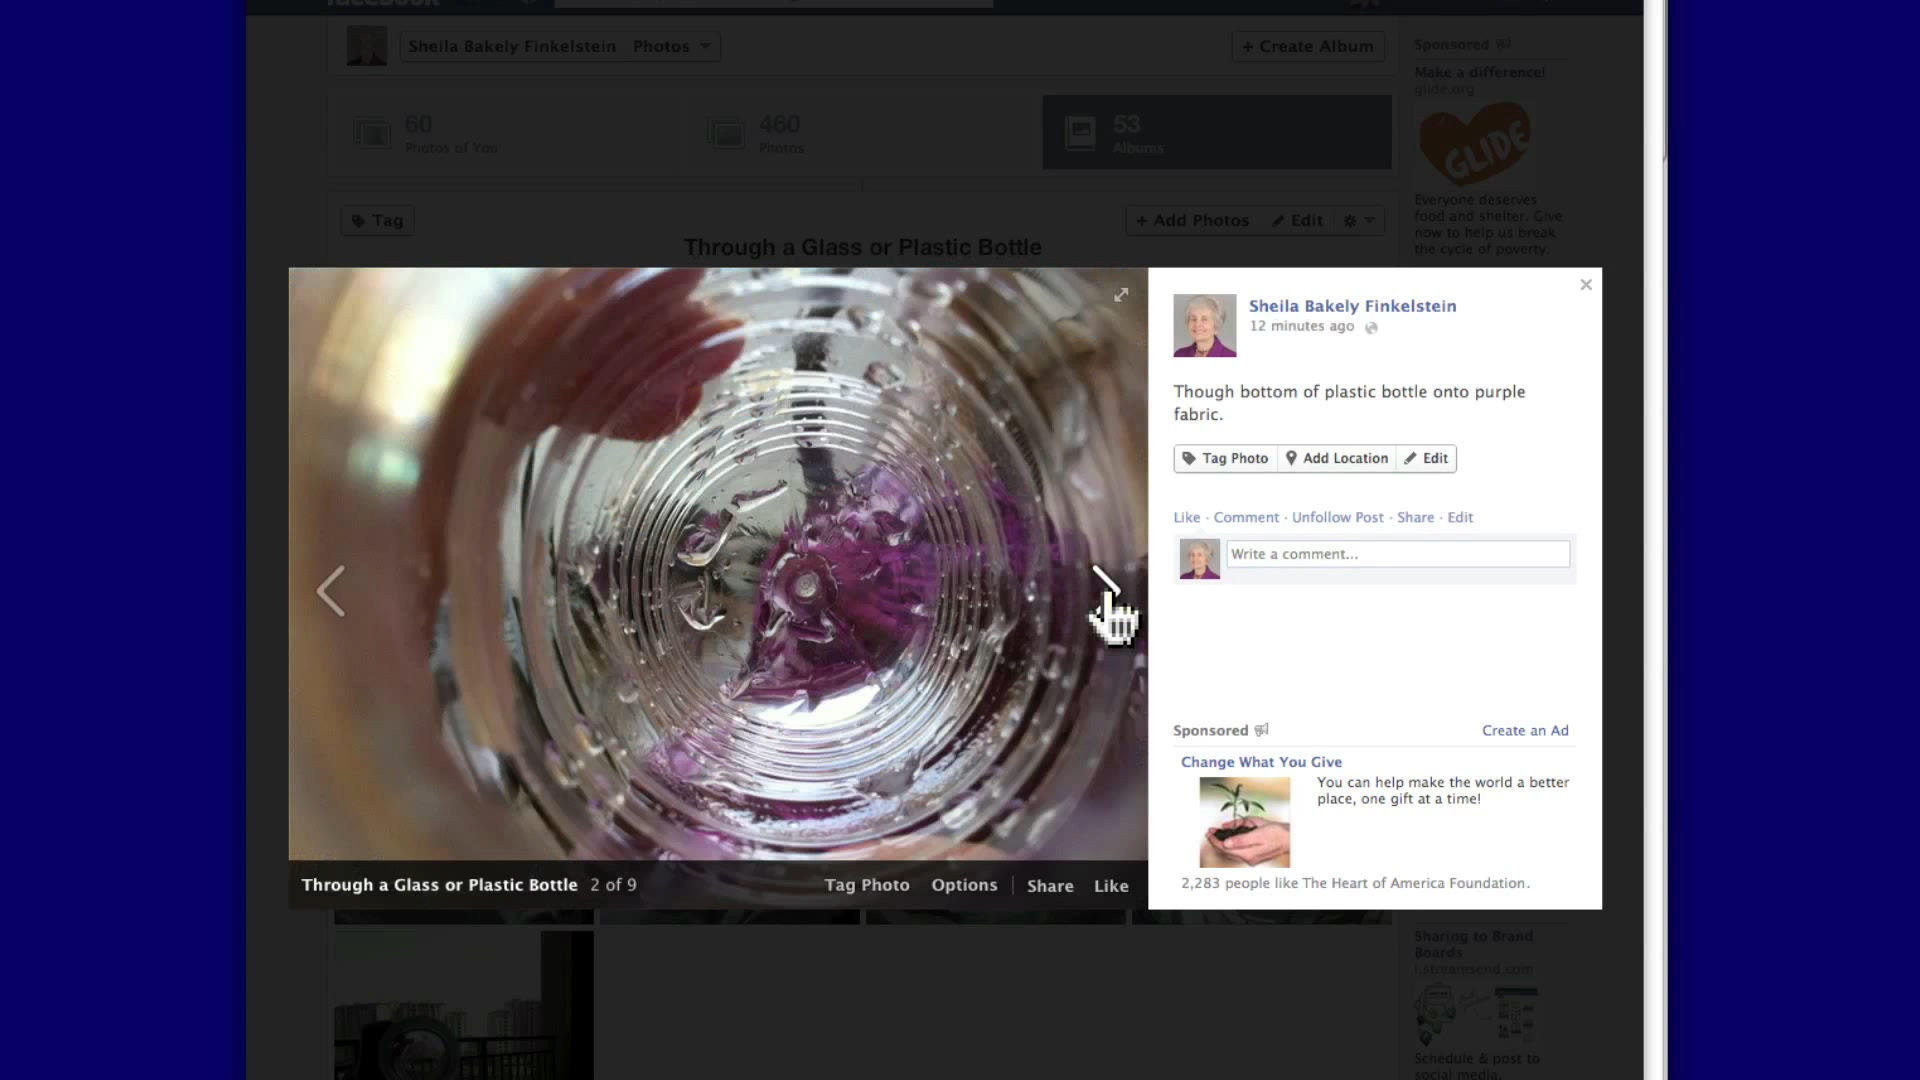 facebook
Sheila Bakely Finkelstein Photos
+ Create Album
Sponsored
Make a difference!
glide.org
60
Photos of You
460
Photos
53
Albums
GLIDE
Everyone deserves
food and shelter. Give
now to help us break
the cycle of poverty.
Tag
+ Add Photos Edit
Through a Glass or Plastic Bottle
Sheila Bakely Finkelstein
12 minutes ago
Though bottom of plastic bottle onto purple
fabric.
Tag Photo Add Location Edit
Like · Comment · Unfollow Post · Share · Edit
Write a comment...
Sponsored
Create an Ad
Change What You Give
You can help make the world a better
place, one gift at a time!
2,283 people like The Heart of America Foundation.
Through a Glass or Plastic Bottle 2 of 9
Tag Photo Options Share Like
Sharing to Brand
Boards
l.streamsend.com
Schedule & post to
social media.